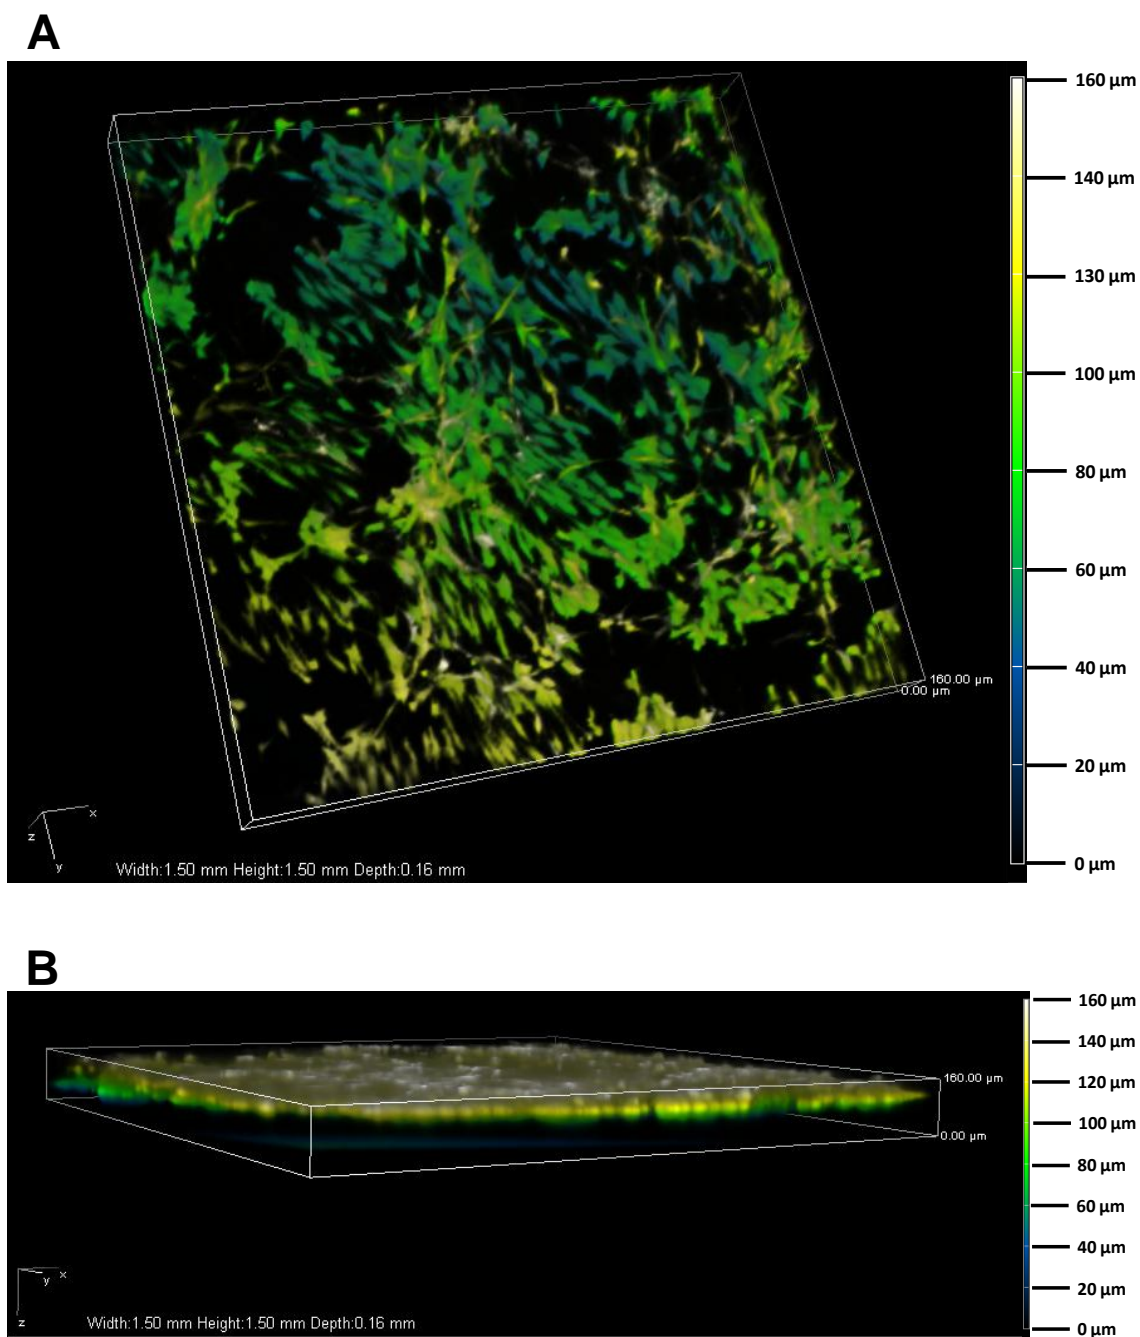 A
160 µm
140 µm
130 µm
100 µm
80 µm
60 µm
40 µm
20 µm
0 µm
160.00 µm
0.00 µm
x
z
y
Width:1.50 mm Height:1.50 mm Depth:0.16 mm
B
160 µm
140 µm
120 µm
100 µm
80 µm
60 µm
40 µm
20 µm
0 µm
160.00 µm
0.00 µm
y x
z
Width:1.50 mm Height:1.50 mm Depth:0.16 mm